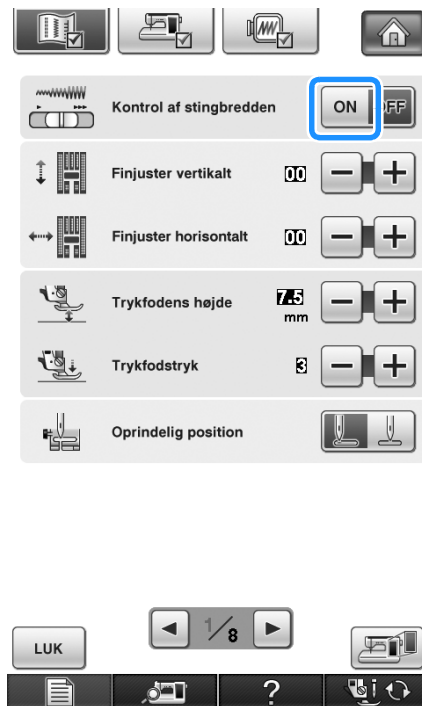 Kontrol af stingbredden ON OFF
Finjuster vertikalt 00 − +
Finjuster horisontalt 00 − +
Trykfodens højde 7.5 mm − +
Trykfodstryk 3 − +
Oprindelig position
1/8
LUK
?